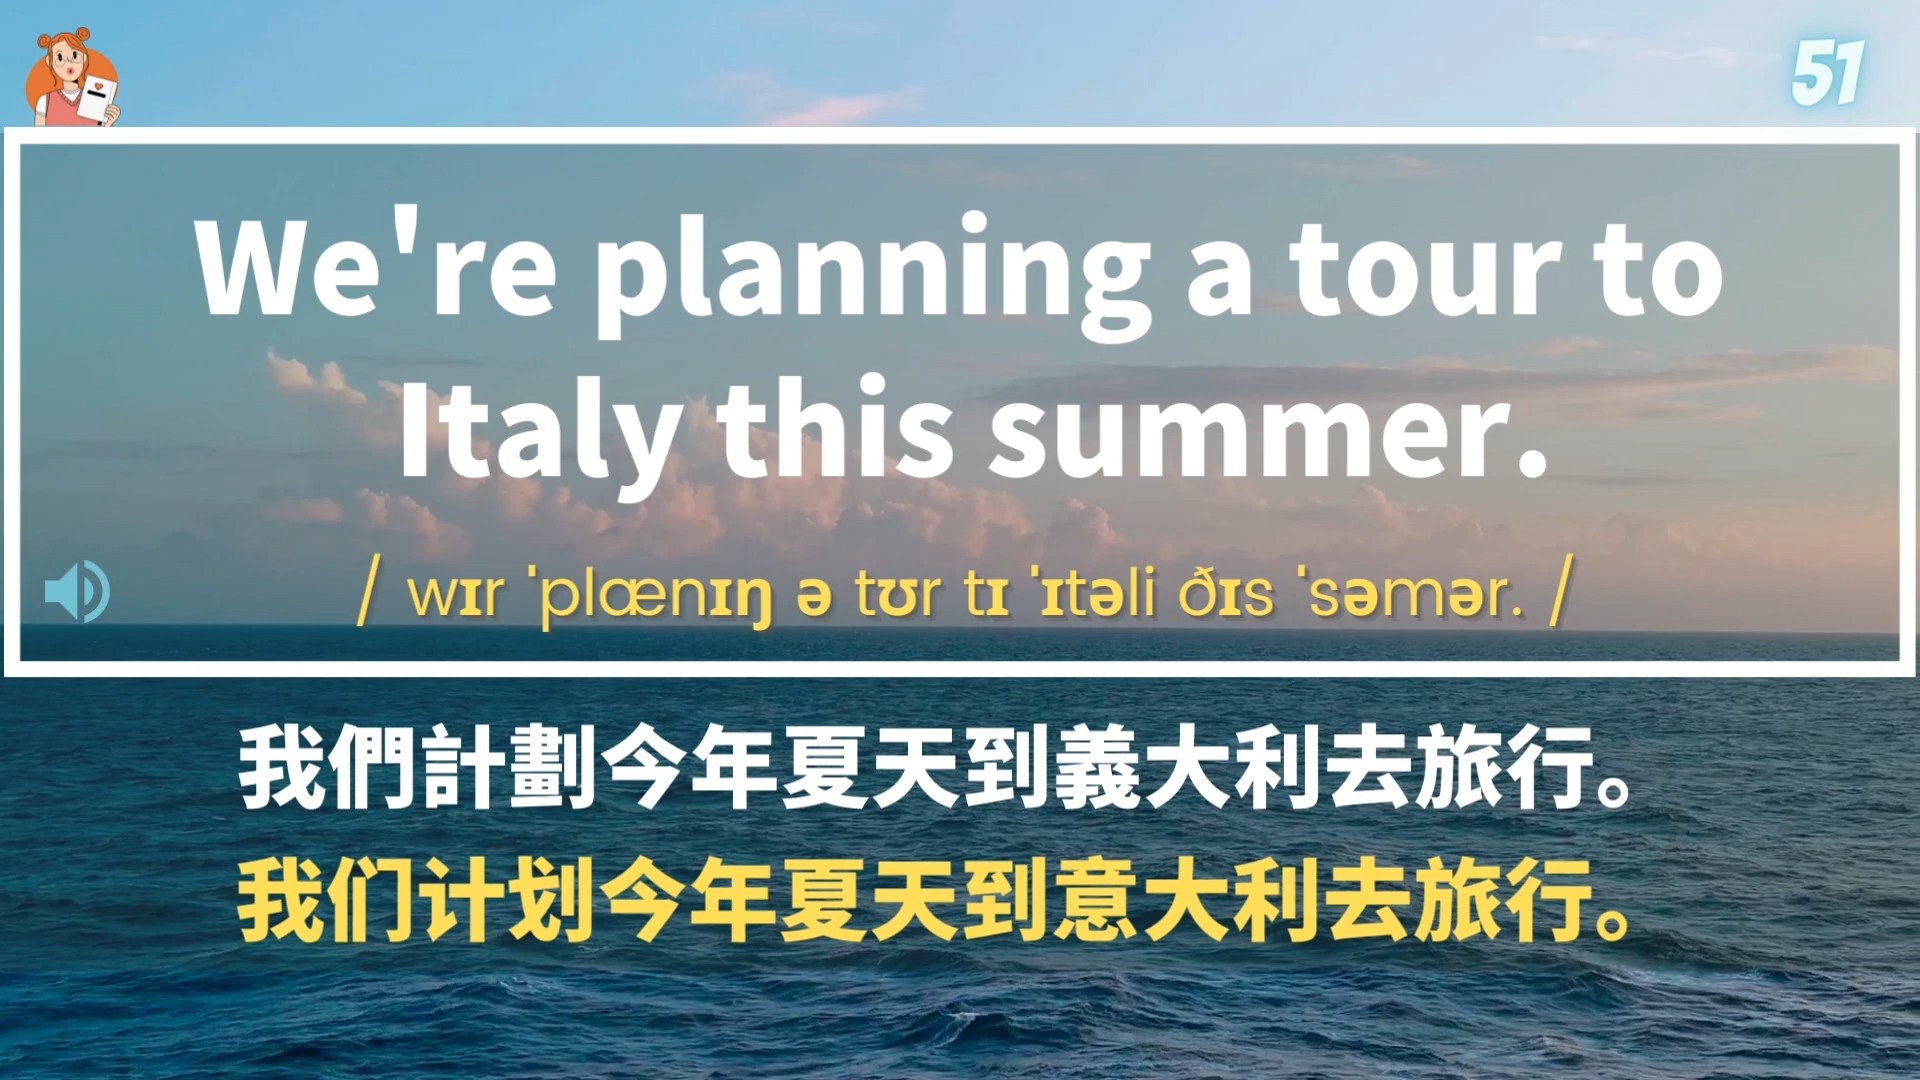 51
We're planning a tour to
Italy this summer.
/ wɪr ˈplænɪŋ ə tʊr tɪ ˈɪtəli ðɪs ˈsəmər. /
我們計劃今年夏天到義大利去旅行。
我们计划今年夏天到意大利去旅行。